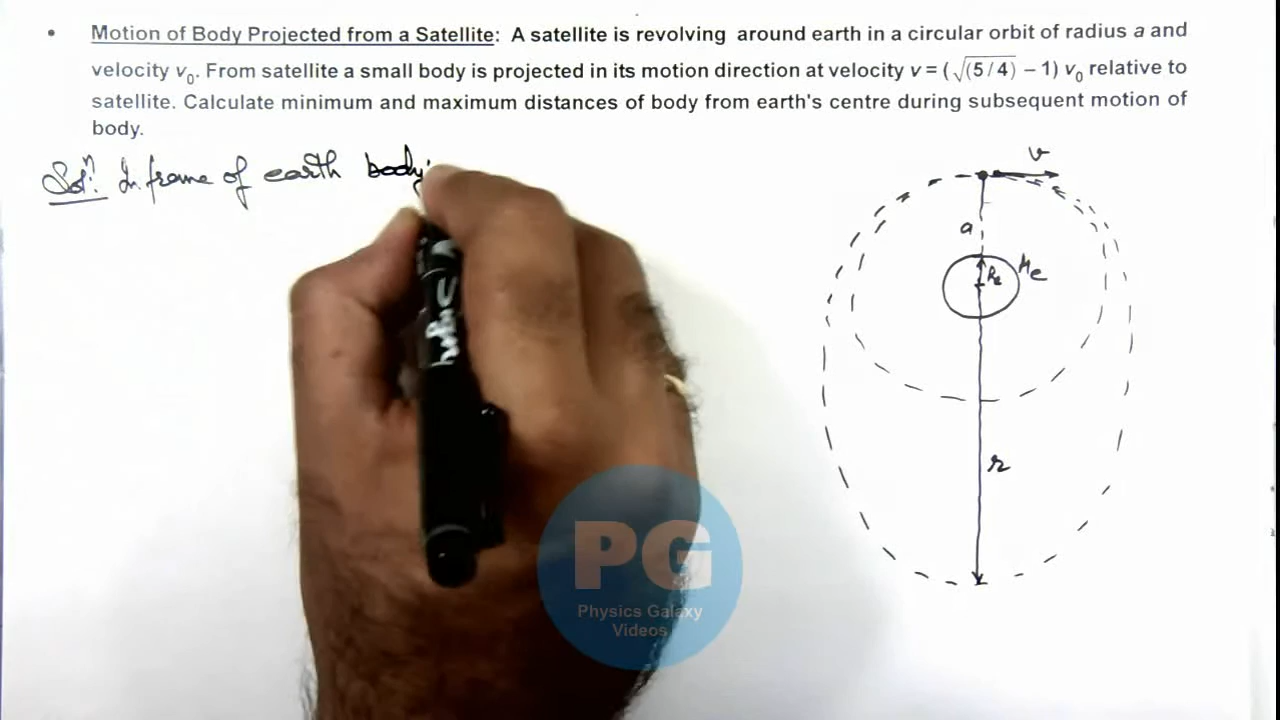 • Motion of Body Projected from a Satellite: A satellite is revolving around earth in a circular orbit of radius a and
velocity v₀. From satellite a small body is projected in its motion direction at velocity v = (√(5/4) – 1) v₀ relative to
satellite. Calculate minimum and maximum distances of body from earth's centre during subsequent motion of
body.
Solⁿ: In frame of earth body
v
a
Re
Me
r
PG
Physics Galaxy
Videos